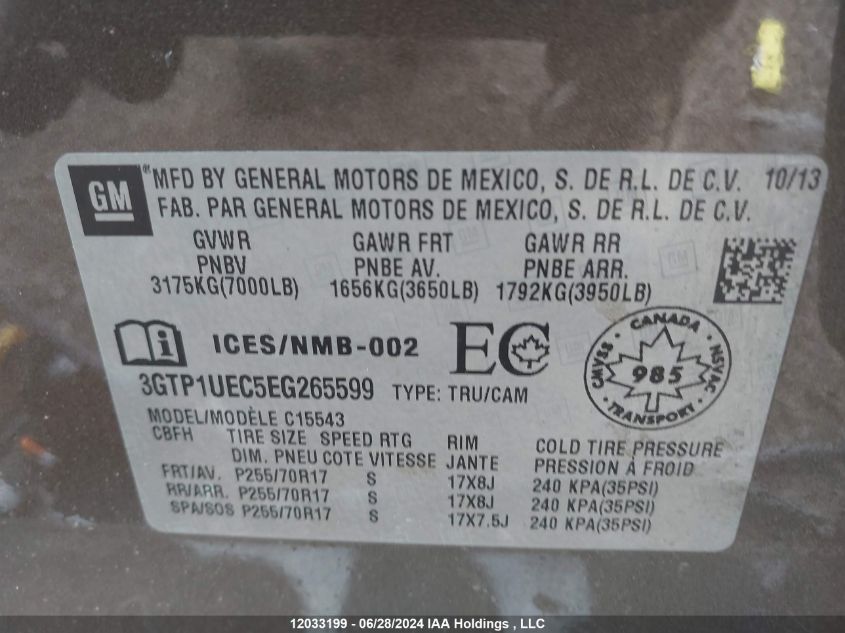 GM ® MFD BY GENERAL MOTORS DE MEXICO, S. DE R.L. DE C.V. 10/13
FAB. PAR GENERAL MOTORS DE MEXICO, S. DE R.L. DE C.V.
GVWR GAWR FRT GAWR RR
PNBV PNBE AV. PNBE ARR.
3175KG(7000LB) 1656KG(3650LB) 1792KG(3950LB)
ICES/NMB-002 EC
CANADA
CMVSS 985 NSVAC
TRANSPORT
3GTP1UEC5EG265599 TYPE: TRU/CAM
MODEL/MODÈLE C15543
CBFH TIRE SIZE SPEED RTG RIM COLD TIRE PRESSURE
DIM. PNEU COTE VITESSE JANTE PRESSION À FROID
FRT/AV. P255/70R17 S 17X8J 240 KPA(35PSI)
RR/ARR. P255/70R17 S 17X8J 240 KPA(35PSI)
SPA/SOS P255/70R17 S 17X7.5J 240 KPA(35PSI)
12033199 - 06/28/2024 IAA Holdings , LLC